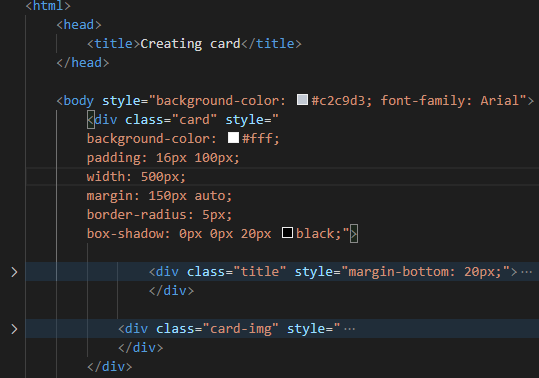 <html>
<head>
<title>Creating card</title>
</head>
<body style="background-color: #c2c9d3; font-family: Arial">
<div class="card" style="
background-color: #fff;
padding: 16px 100px;
width: 500px;
margin: 150px auto;
border-radius: 5px;
box-shadow: 0px 0px 20px black;">
<div class="title" style="margin-bottom: 20px;">...
</div>
<div class="card-img" style="...
</div>
</div>